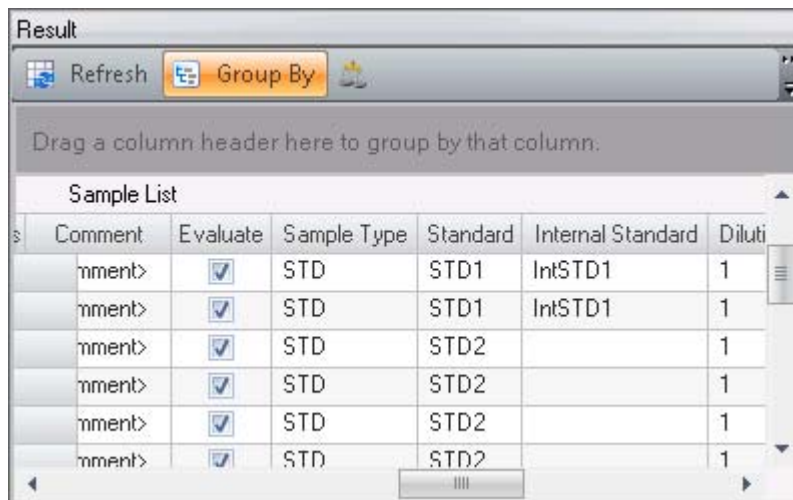 Result
Refresh Group By
Drag a column header here to group by that column.
Sample List
s Comment Evaluate Sample Type Standard Internal Standard Diluti
mment> STD STD1 IntSTD1 1
mment> STD STD1 IntSTD1 1
mment> STD STD2 1
mment> STD STD2 1
mment> STD STD2 1
mment> STD STD2 1